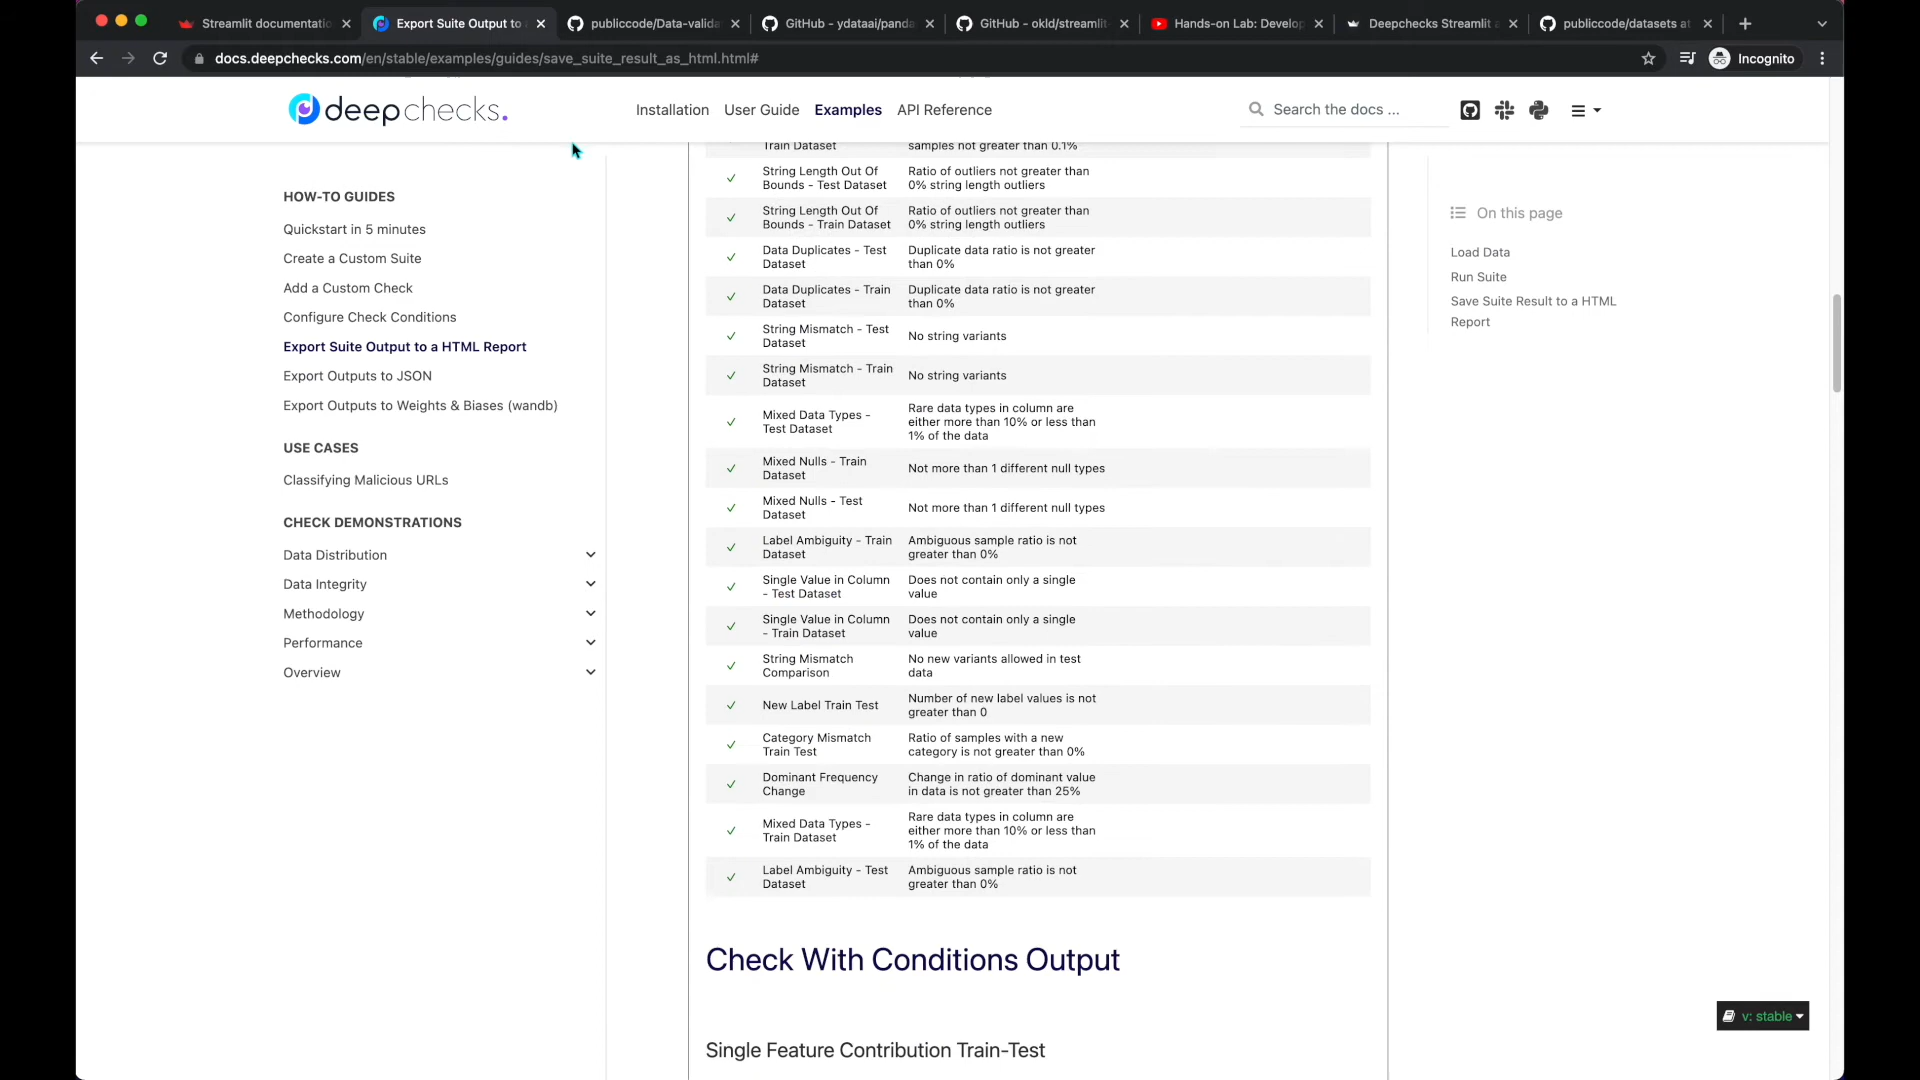 Streamlit documentatio
Export Suite Output to
publiccode/Data-valida
GitHub - ydataai/panda
GitHub - okld/streamlit-
Hands-on Lab: Develop
Deepchecks Streamlit a
publiccode/datasets at
docs.deepchecks.com/en/stable/examples/guides/save_suite_result_as_html.html#
Incognito
deepchecks.
Installation
User Guide
Examples
API Reference
Search the docs ...
HOW-TO GUIDES
Quickstart in 5 minutes
Create a Custom Suite
Add a Custom Check
Configure Check Conditions
Export Suite Output to a HTML Report
Export Outputs to JSON
Export Outputs to Weights & Biases (wandb)
USE CASES
Classifying Malicious URLs
CHECK DEMONSTRATIONS
Data Distribution
Data Integrity
Methodology
Performance
Overview
Train Dataset
samples not greater than 0.1%
String Length Out Of
Bounds - Test Dataset
Ratio of outliers not greater than
0% string length outliers
String Length Out Of
Bounds - Train Dataset
Ratio of outliers not greater than
0% string length outliers
Data Duplicates - Test
Dataset
Duplicate data ratio is not greater
than 0%
Data Duplicates - Train
Dataset
Duplicate data ratio is not greater
than 0%
String Mismatch - Test
Dataset
No string variants
String Mismatch - Train
Dataset
No string variants
Mixed Data Types -
Test Dataset
Rare data types in column are
either more than 10% or less than
1% of the data
Mixed Nulls - Train
Dataset
Not more than 1 different null types
Mixed Nulls - Test
Dataset
Not more than 1 different null types
Label Ambiguity - Train
Dataset
Ambiguous sample ratio is not
greater than 0%
Single Value in Column
- Test Dataset
Does not contain only a single
value
Single Value in Column
- Train Dataset
Does not contain only a single
value
String Mismatch
Comparison
No new variants allowed in test
data
New Label Train Test
Number of new label values is not
greater than 0
Category Mismatch
Train Test
Ratio of samples with a new
category is not greater than 0%
Dominant Frequency
Change
Change in ratio of dominant value
in data is not greater than 25%
Mixed Data Types -
Train Dataset
Rare data types in column are
either more than 10% or less than
1% of the data
Label Ambiguity - Test
Dataset
Ambiguous sample ratio is not
greater than 0%
Check With Conditions Output
Single Feature Contribution Train-Test
On this page
Load Data
Run Suite
Save Suite Result to a HTML
Report
v: stable